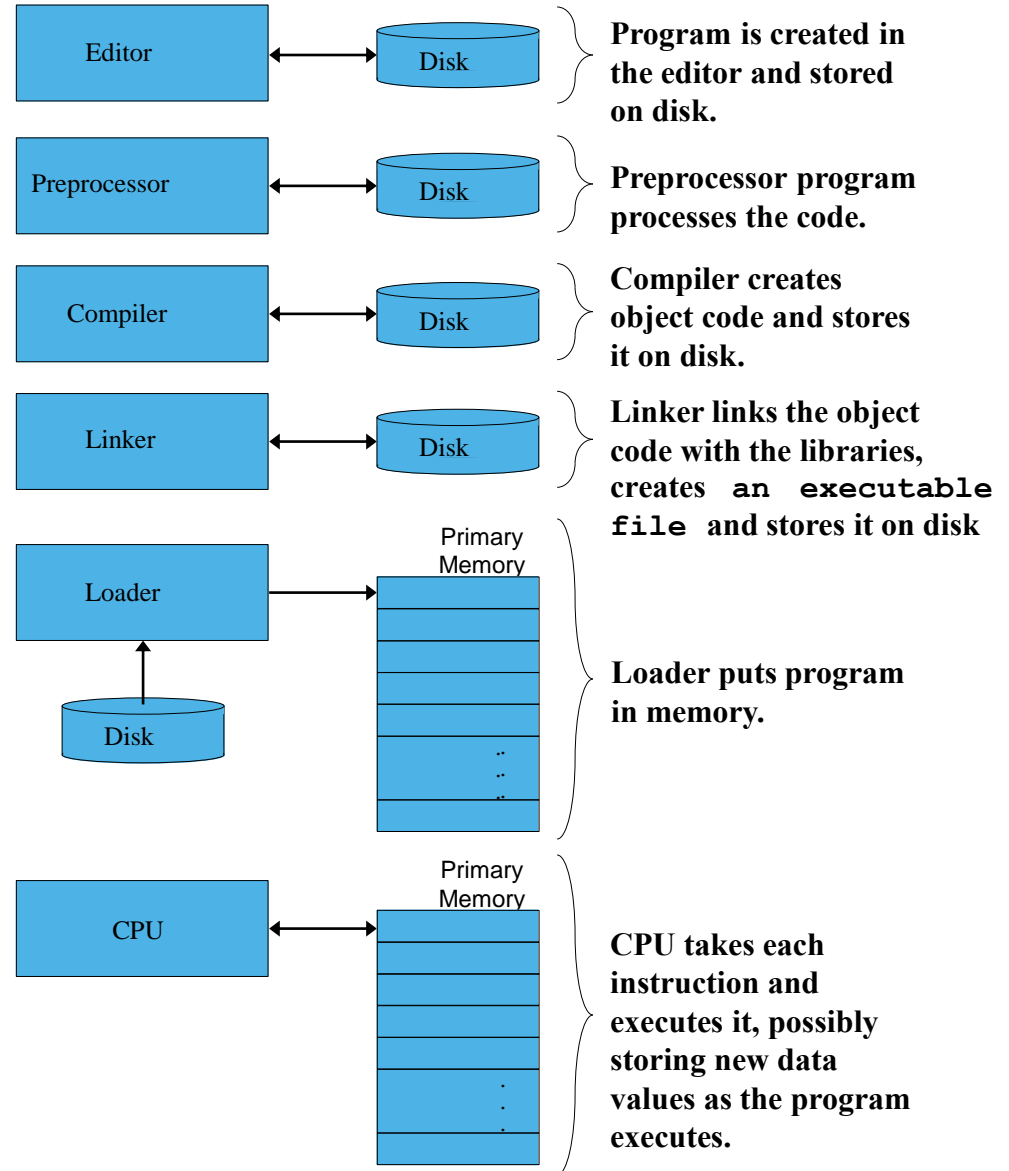 Editor
Disk
Program is created in
the editor and stored
on disk.
Preprocessor
Disk
Preprocessor program
processes the code.
Compiler
Disk
Compiler creates
object code and stores
it on disk.
Linker
Disk
Linker links the object
code with the libraries,
creates an executable
file and stores it on disk
Loader
Disk
Primary
Memory
Loader puts program
in memory.
CPU
Primary
Memory
CPU takes each
instruction and
executes it, possibly
storing new data
values as the program
executes.